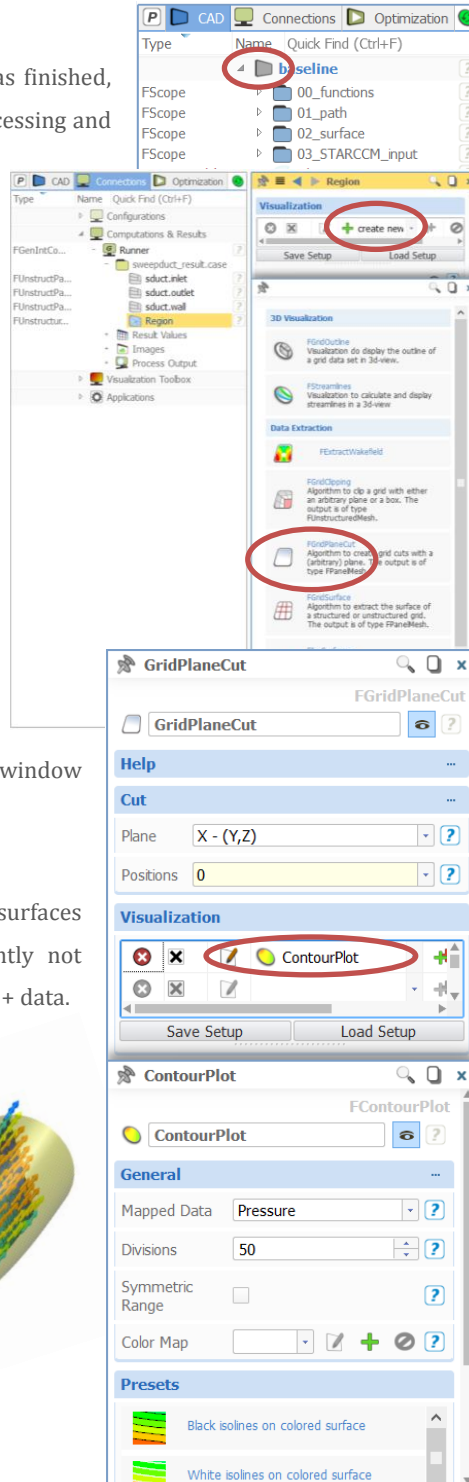 CAD Connections Optimization
Type Name Quick Find (Ctrl+F)
baseline
FScope 00_functions
FScope 01_path
FScope 02_surface
FScope 03_STARCCM_input
as finished,
cessing and
P CAD Connections Optimization
Type Name Quick Find (Ctrl+F)
Configurations
Computations & Results
FGenIntCo... Runner
sweepduct_result.case
FUnstructPa... sduct.inlet
FUnstructPa... sduct.outlet
FUnstructPa... sduct.wall
FUnstructur... Region
Result Values
Images
Process Output
Visualization Toolbox
Applications
Region
Visualization
create new
Save Setup Load Setup
3D Visualization
FGridOutline
Visualization do display the outline of
a grid data set in 3d-view.
FStreamlines
Visualization to calculate and display
streamlines in a 3d-view
Data Extraction
FExtractWakefield
FGridClipping
Algorithm to clip a grid with either
an arbitrary plane or a box. The
output is of type
FUnstructuredMesh.
FGridPlaneCut
Algorithm to create grid cuts with a
(arbitrary) plane. The output is of
type FPanelMesh.
FGridSurface
Algorithm to extract the surface of
a structured or unstructured grid.
The output is of type FPanelMesh.
window
surfaces
ntly not
+ data.
GridPlaneCut
FGridPlaneCut
GridPlaneCut
Help ...
Cut ...
Plane X - (Y,Z)
Positions 0
Visualization
ContourPlot
Save Setup Load Setup
ContourPlot
FContourPlot
ContourPlot
General ...
Mapped Data Pressure
Divisions 50
Symmetric
Range
Color Map
Presets
Black isolines on colored surface
White isolines on colored surface